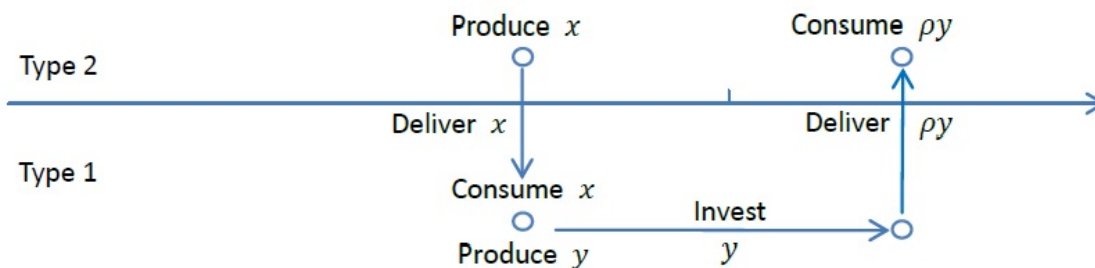 Produce x
Consume ρy
Type 2
Deliver x
Deliver ρy
Type 1
Consume x
Invest
Produce y
y